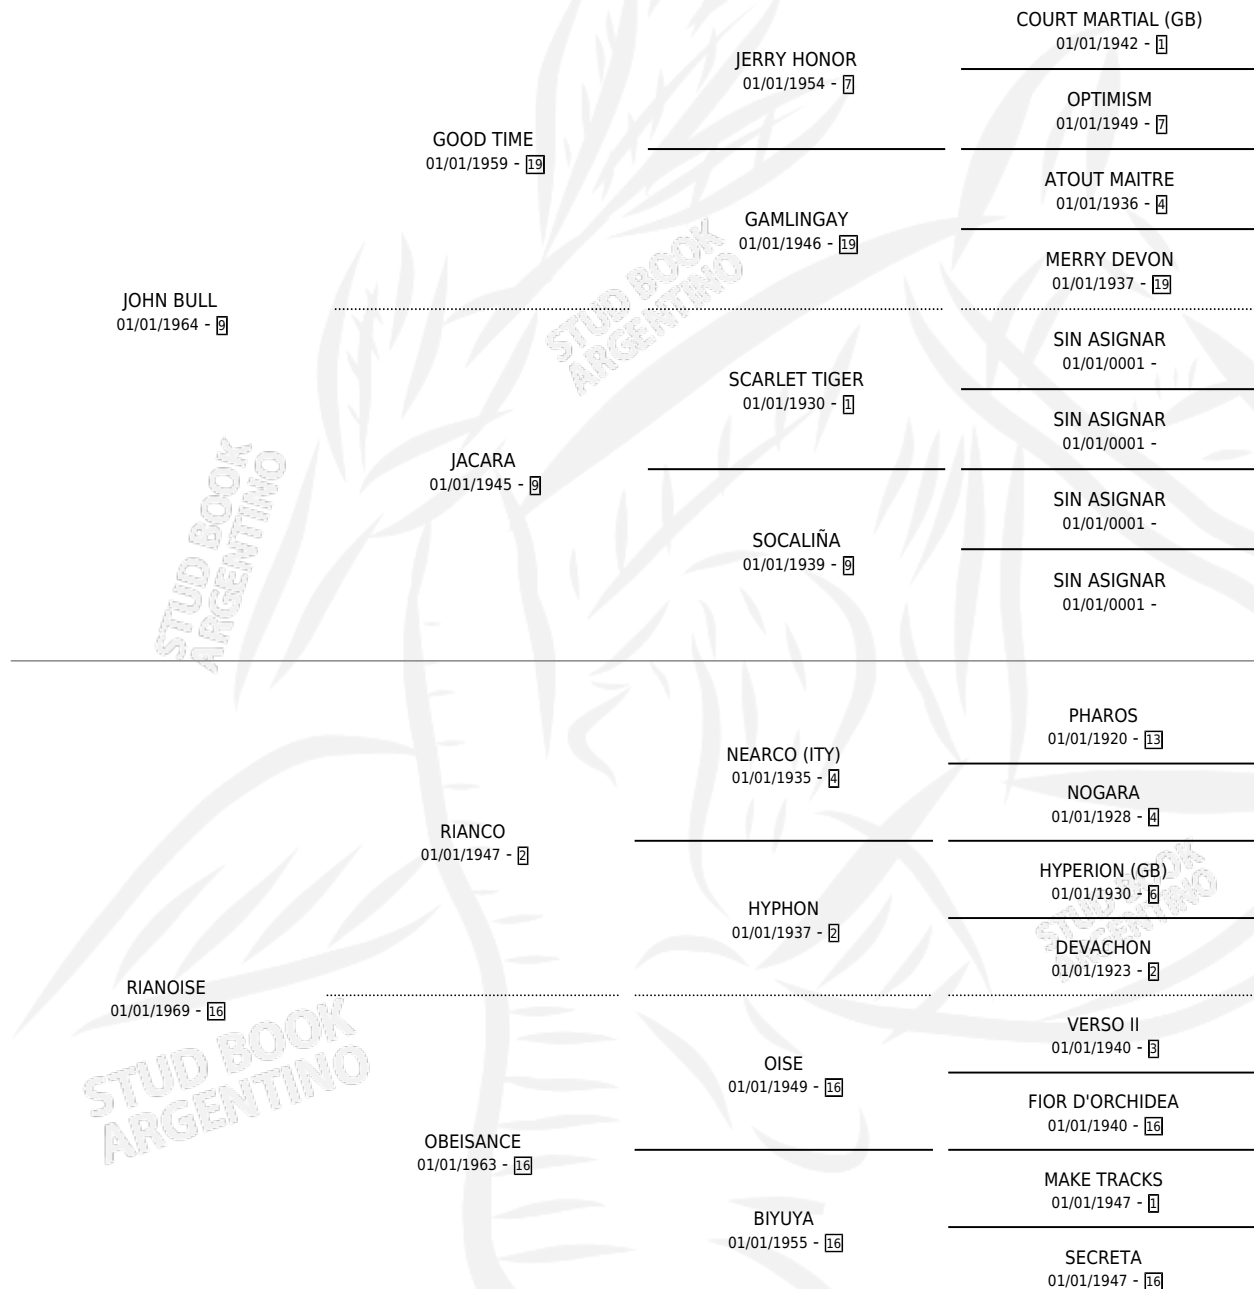 COURT MARTIAL (GB)
01/01/1942 - 1
JERRY HONOR
01/01/1954 - 7
OPTIMISM
01/01/1949 - 7
GOOD TIME
01/01/1959 - 19
ATOUT MAITRE
01/01/1936 - 4
GAMLINGAY
01/01/1946 - 19
MERRY DEVON
01/01/1937 - 19
JOHN BULL
01/01/1964 - 9
SIN ASIGNAR
01/01/0001 -
SCARLET TIGER
01/01/1930 - 1
SIN ASIGNAR
01/01/0001 -
JACARA
01/01/1945 - 9
SIN ASIGNAR
01/01/0001 -
SOCALIÑA
01/01/1939 - 9
SIN ASIGNAR
01/01/0001 -
PHAROS
01/01/1920 - 13
NEARCO (ITY)
01/01/1935 - 4
NOGARA
01/01/1928 - 4
RIANCO
01/01/1947 - 2
HYPERION (GB)
01/01/1930 - 6
HYPHON
01/01/1937 - 2
DEVACHON
01/01/1923 - 2
RIANOISE
01/01/1969 - 16
VERSO II
01/01/1940 - 3
OISE
01/01/1949 - 16
FIOR D'ORCHIDEA
01/01/1940 - 16
OBEISANCE
01/01/1963 - 16
MAKE TRACKS
01/01/1947 - 1
BIYUYA
01/01/1955 - 16
SECRETA
01/01/1947 - 16
STUD BOOK
ARGENTINO
STUD BOOK
ARGENTINO
STUD BOOK
ARGENTINO
STUD BOOK
ARGENTINO